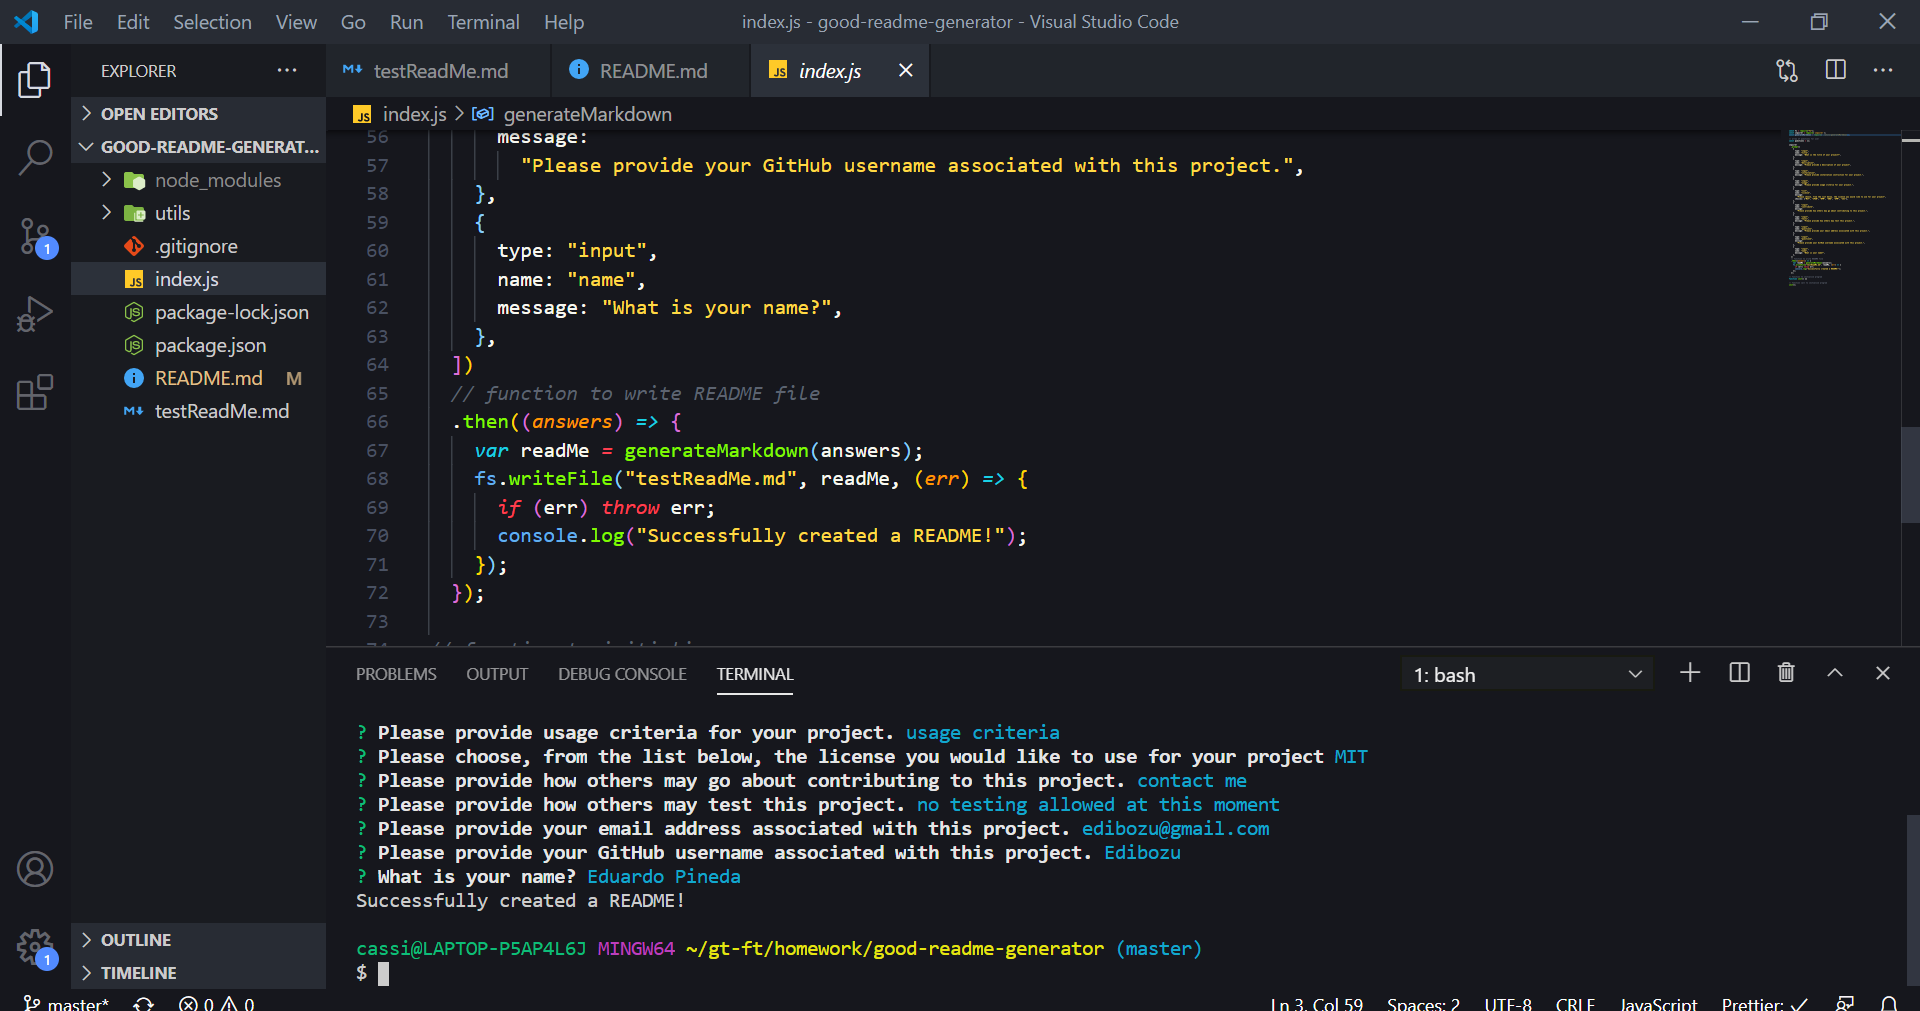 File Edit Selection View Go Run Terminal Help index.js - good-readme-generator - Visual Studio Code
EXPLORER ···
testReadMe.md README.md index.js
OPEN EDITORS
GOOD-README-GENERAT...
node_modules
utils
.gitignore
index.js
package-lock.json
package.json
README.md M
testReadMe.md
OUTLINE
TIMELINE
index.js > generateMarkdown
56 message:
57 "Please provide your GitHub username associated with this project.",
58 },
59 {
60 type: "input",
61 name: "name",
62 message: "What is your name?",
63 },
64 ])
65 // function to write README file
66 .then((answers) => {
67 var readMe = generateMarkdown(answers);
68 fs.writeFile("testReadMe.md", readMe, (err) => {
69 if (err) throw err;
70 console.log("Successfully created a README!");
71 });
72 });
73
PROBLEMS OUTPUT DEBUG CONSOLE TERMINAL 1: bash
? Please provide usage criteria for your project. usage criteria
? Please choose, from the list below, the license you would like to use for your project MIT
? Please provide how others may go about contributing to this project. contact me
? Please provide how others may test this project. no testing allowed at this moment
? Please provide your email address associated with this project. edibozu@gmail.com
? Please provide your GitHub username associated with this project. Edibozu
? What is your name? Eduardo Pineda
Successfully created a README!
cassi@LAPTOP-P5AP4L6J MINGW64 ~/gt-ft/homework/good-readme-generator (master)
$
1
1
master* 0 0 Ln 3, Col 59 Spaces: 2 UTF-8 CRLF JavaScript Prettier: ✓